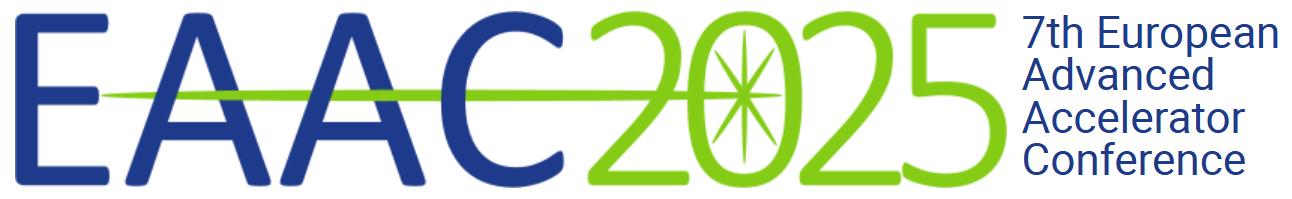 EAAC2025
7th European
Advanced
Accelerator
Conference